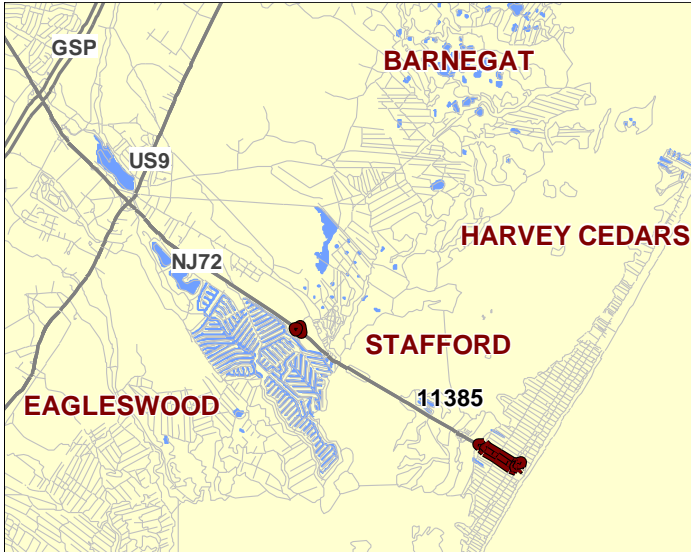 GSP
BARNEGAT
US9
HARVEY CEDARS
NJ72
STAFFORD
11385
EAGLESWOOD